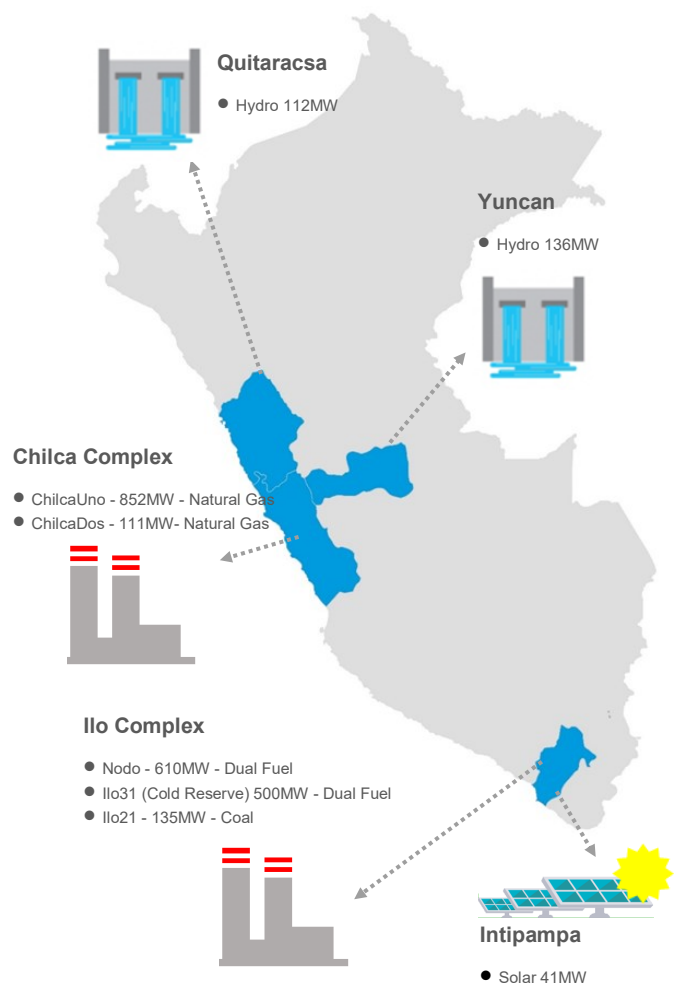 Quitaracsa
● Hydro 112MW
Yuncan
● Hydro 136MW
Chilca Complex
● ChilcaUno - 852MW - Natural Gas
● ChilcaDos - 111MW- Natural Gas
Ilo Complex
● Nodo - 610MW - Dual Fuel
● Ilo31 (Cold Reserve) 500MW - Dual Fuel
● Ilo21 - 135MW - Coal
Intipampa
● Solar 41MW